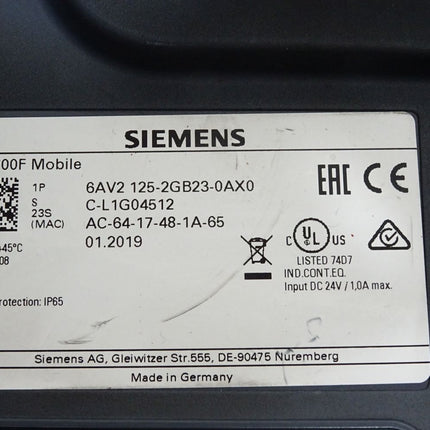 SIEMENS
00F Mobile
1P 6AV2 125-2GB23-0AX0
S C-L1G04512
23S
(MAC) AC-64-17-48-1A-65
01.2019
45°C
08
EAC CE
C UL US
LISTED 74D7
IND.CONT.EQ.
Input DC 24V / 1,0A max.
rotection: IP65
Siemens AG, Gleiwitzer Str.555, DE-90475 Nuremberg
Made in Germany